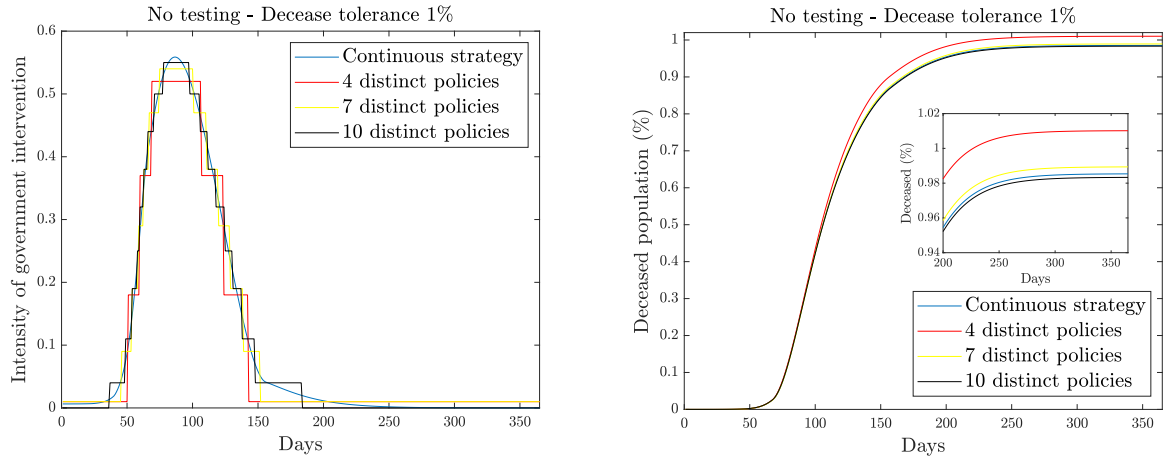 No testing - Decease tolerance 1%
0.6
0.5
0.4
0.3
0.2
0.1
0
Intensity of government intervention
Continuous strategy
4 distinct policies
7 distinct policies
10 distinct policies
0 50 100 150 200 250 300 350
Days
No testing - Decease tolerance 1%
1
0.9
0.8
0.7
0.6
0.5
0.4
0.3
0.2
0.1
0
Deceased population (%)
1.02
1
0.98
0.96
0.94
Deceased (%)
200 250 300 350
Days
Continuous strategy
4 distinct policies
7 distinct policies
10 distinct policies
0 50 100 150 200 250 300 350
Days